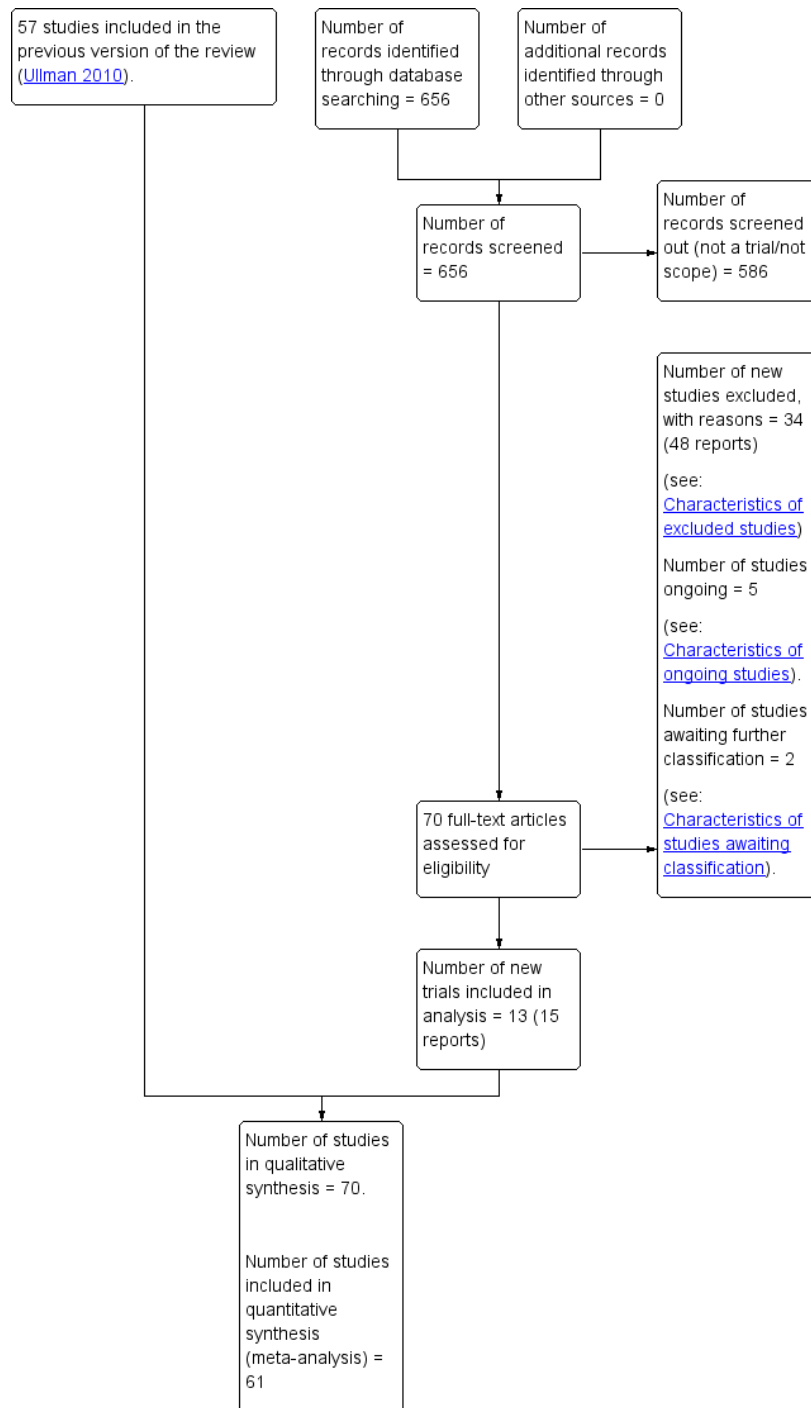 57 studies included in the
previous version of the review
(Ullman 2010).
Number of
records identified
through database
searching = 656
Number of
additional records
identified through
other sources = 0
Number of
records screened
= 656
Number of
records screened
out (not a trial/not
scope) = 586
Number of new
studies excluded,
with reasons = 34
(48 reports)
(see:
Characteristics of
excluded studies)
Number of studies
ongoing = 5
(see:
Characteristics of
ongoing studies).
Number of studies
awaiting further
classification = 2
(see:
Characteristics of
studies awaiting
classification).
70 full-text articles
assessed for
eligibility
Number of new
trials included in
analysis = 13 (15
reports)
Number of studies
in qualitative
synthesis = 70.
Number of studies
included in
quantitative
synthesis
(meta-analysis) =
61